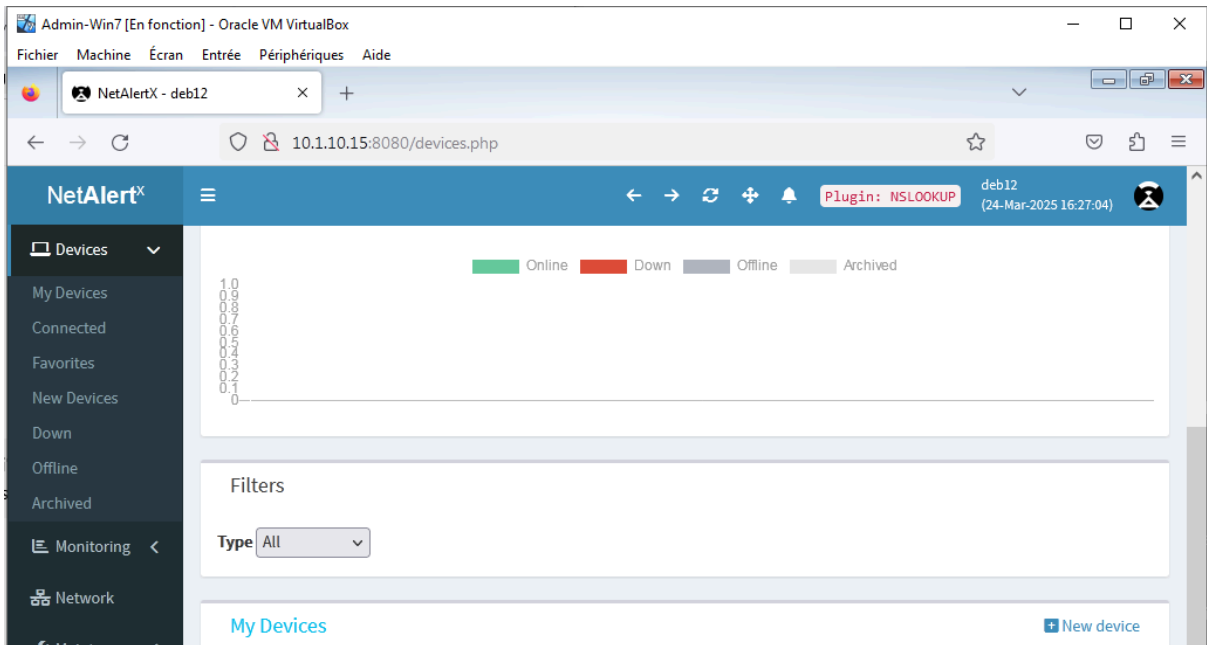 Admin-Win7 [En fonction] - Oracle VM VirtualBox
Fichier Machine Écran Entrée Périphériques Aide
NetAlertX - deb12
10.1.10.15:8080/devices.php
NetAlertX
Plugin: NSLOOKUP
deb12
(24-Mar-2025 16:27:04)
Devices
My Devices
Connected
Favorites
New Devices
Down
Offline
Archived
Monitoring
Network
Online Down Offline Archived
1.0
0.9
0.8
0.7
0.6
0.5
0.4
0.3
0.2
0.1
0
Filters
Type All
My Devices
New device